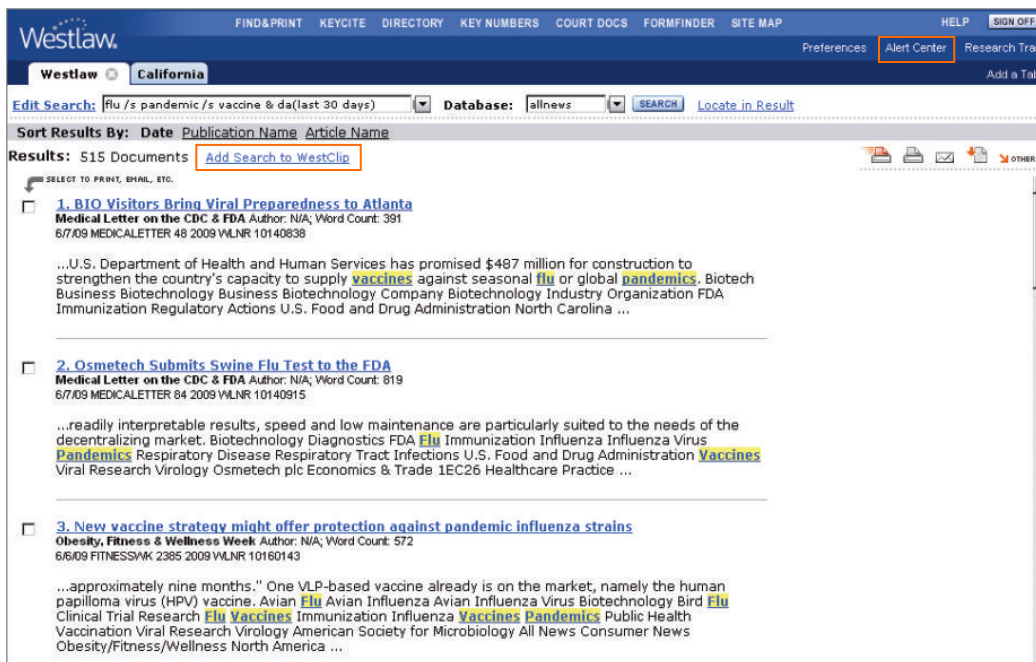 FIND&PRINT KEYCITE DIRECTORY KEY NUMBERS COURT DOCS FORMFINDER SITE MAP HELP SIGN OFF
Westlaw.
Preferences Alert Center Research Tra
Westlaw California Add a Tab
Edit Search: flu /s pandemic /s vaccine & da(last 30 days) Database: allnews SEARCH Locate in Result
Sort Results By: Date Publication Name Article Name
Results: 515 Documents Add Search to WestClip OTHER
SELECT TO PRINT, EMAIL, ETC.
1. BIO Visitors Bring Viral Preparedness to Atlanta
Medical Letter on the CDC & FDA Author: N/A; Word Count: 391
6/7/09 MEDICALETTER 48 2009 WLNR 10140838
...U.S. Department of Health and Human Services has promised $487 million for construction to
strengthen the country's capacity to supply vaccines against seasonal flu or global pandemics. Biotech
Business Biotechnology Business Biotechnology Company Biotechnology Industry Organization FDA
Immunization Regulatory Actions U.S. Food and Drug Administration North Carolina ...
2. Osmetech Submits Swine Flu Test to the FDA
Medical Letter on the CDC & FDA Author: N/A; Word Count: 819
6/7/09 MEDICALETTER 84 2009 WLNR 10140915
...readily interpretable results, speed and low maintenance are particularly suited to the needs of the
decentralizing market. Biotechnology Diagnostics FDA Flu Immunization Influenza Influenza Virus
Pandemics Respiratory Disease Respiratory Tract Infections U.S. Food and Drug Administration Vaccines
Viral Research Virology Osmetech plc Economics & Trade 1EC26 Healthcare Practice ...
3. New vaccine strategy might offer protection against pandemic influenza strains
Obesity, Fitness & Wellness Week Author: N/A; Word Count: 572
6/6/09 FITNESSWK 2385 2009 WLNR 10160143
...approximately nine months." One VLP-based vaccine already is on the market, namely the human
papilloma virus (HPV) vaccine. Avian Flu Avian Influenza Avian Influenza Virus Biotechnology Bird Flu
Clinical Trial Research Flu Vaccines Immunization Influenza Vaccines Pandemics Public Health
Vaccination Viral Research Virology American Society for Microbiology All News Consumer News
Obesity/Fitness/Wellness North America ...